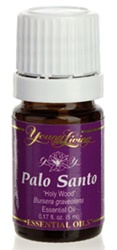 Young Living
Palo Santo
"Holy Wood"
Bursera graveolens
Essential Oil
0.17 fl. oz. (5 ml)
ESSENTIAL OILS